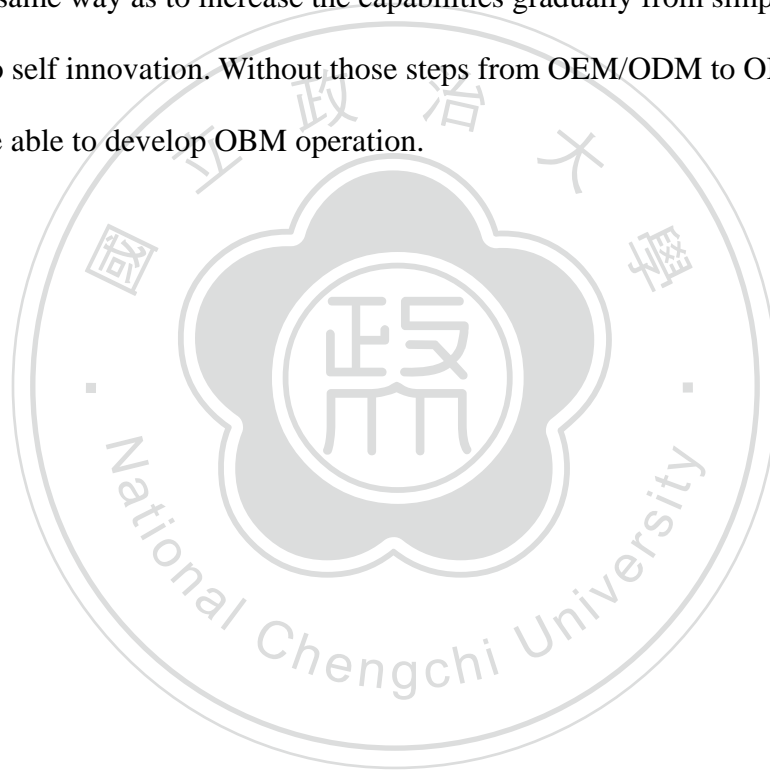 same way as to increase the capabilities gradually from simp
o self innovation. Without those steps from OEM/ODM to O
e able to develop OBM operation.
國立政治大學
政
National Chengchi University